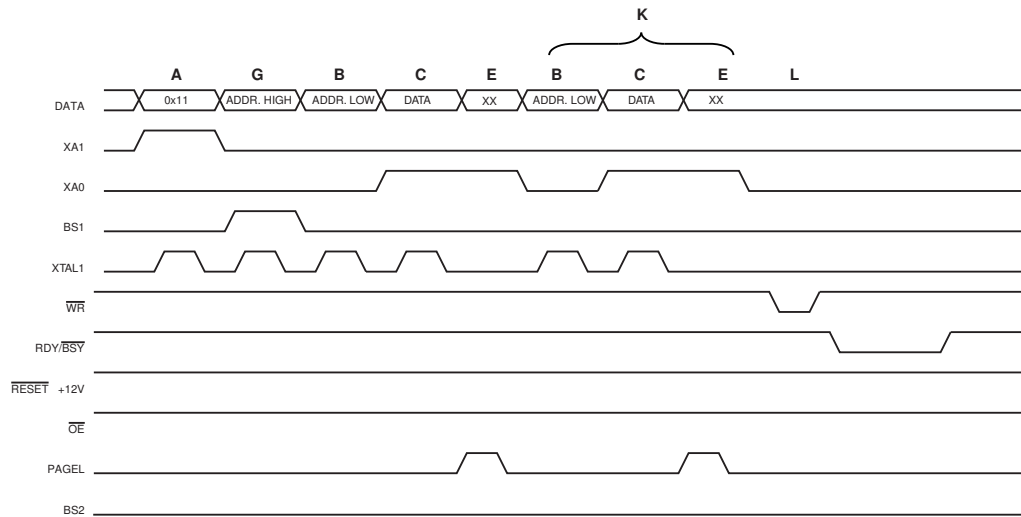 K
A G B C E B C E L
DATA 0x11 ADDR. HIGH ADDR. LOW DATA XX ADDR. LOW DATA XX
XA1
XA0
BS1
XTAL1
WR
RDY/BSY
RESET +12V
OE
PAGEL
BS2